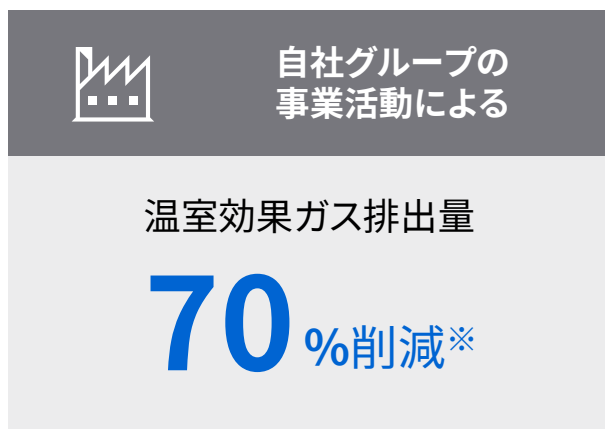 自社グループの
事業活動による
温室効果ガス排出量
70%削減※